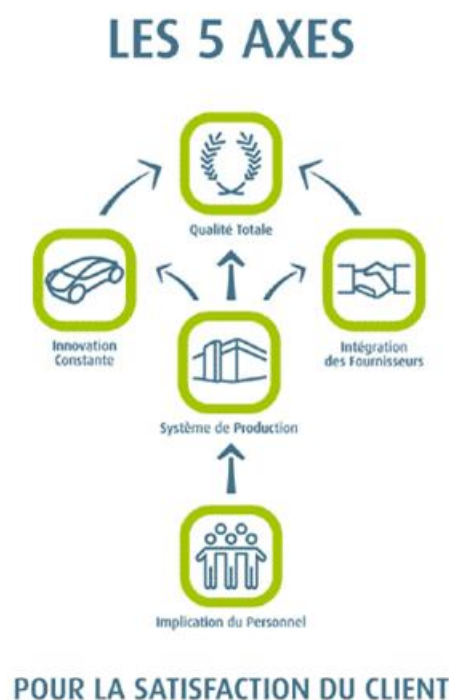 LES 5 AXES
Qualité Totale
Innovation
Constante
Intégration
des Fournisseurs
Système de Production
Implication du Personnel
POUR LA SATISFACTION DU CLIENT